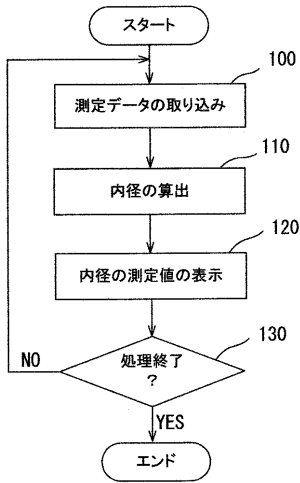 スタート
100
測定データの取り込み
110
内径の算出
120
内径の測定値の表示
130
処理終了
?
NO
YES
エンド